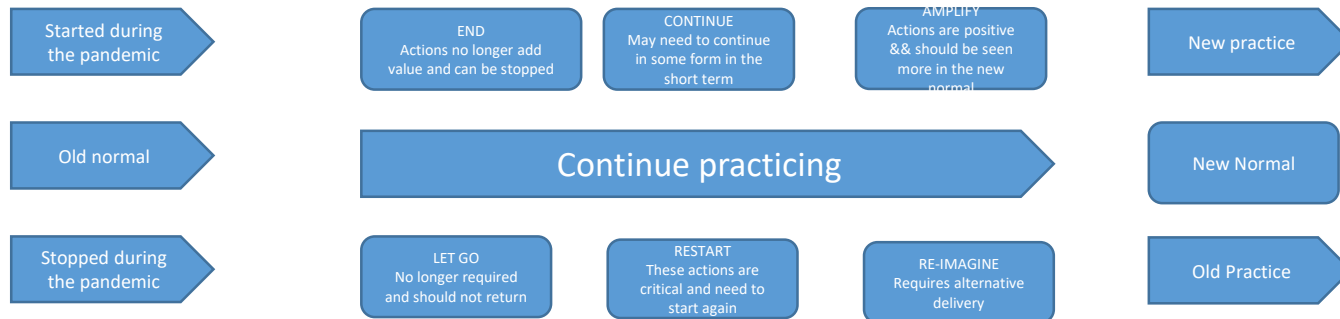 Started during
the pandemic
END
Actions no longer add
value and can be stopped
CONTINUE
May need to continue
in some form in the
short term
AMPLIFY
Actions are positive
&& should be seen
more in the new
normal
New practice
Old normal
Continue practicing
New Normal
Stopped during
the pandemic
LET GO
No longer required
and should not return
RESTART
These actions are
critical and need to
start again
RE-IMAGINE
Requires alternative
delivery
Old Practice